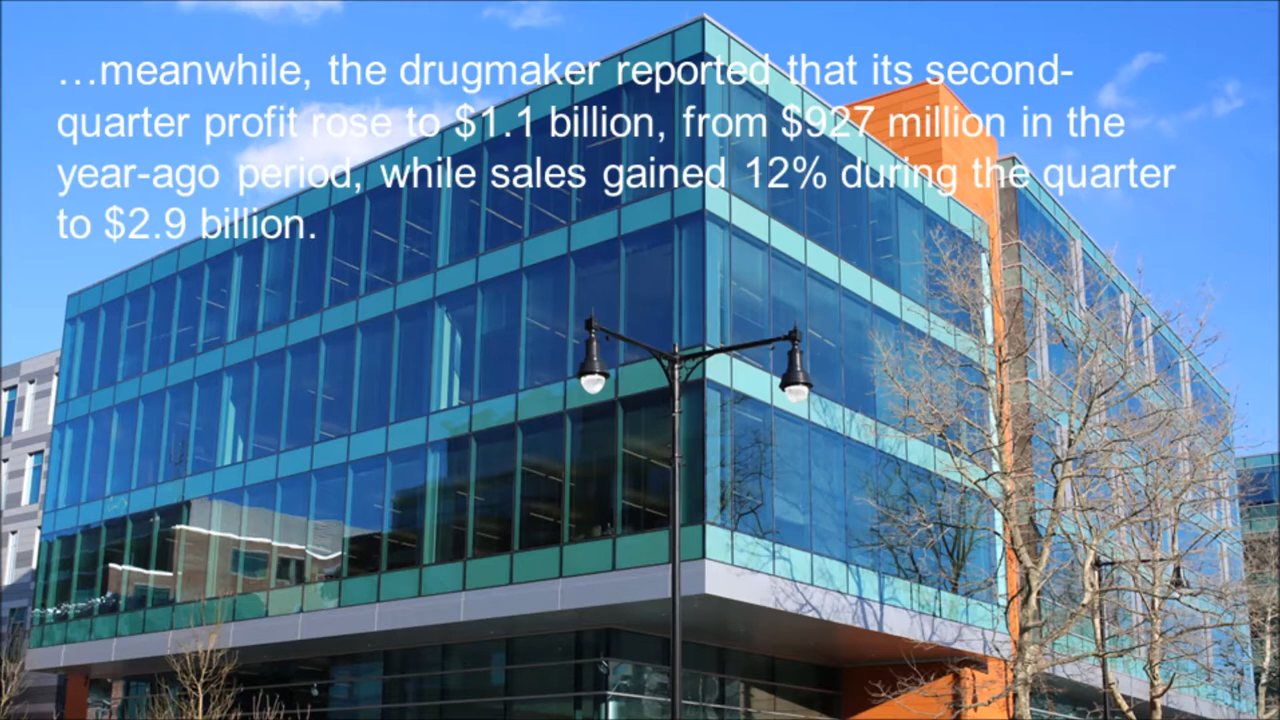 …meanwhile, the drugmaker reported that its second-
quarter profit rose to $1.1 billion, from $927 million in the
year-ago period, while sales gained 12% during the quarter
to $2.9 billion.